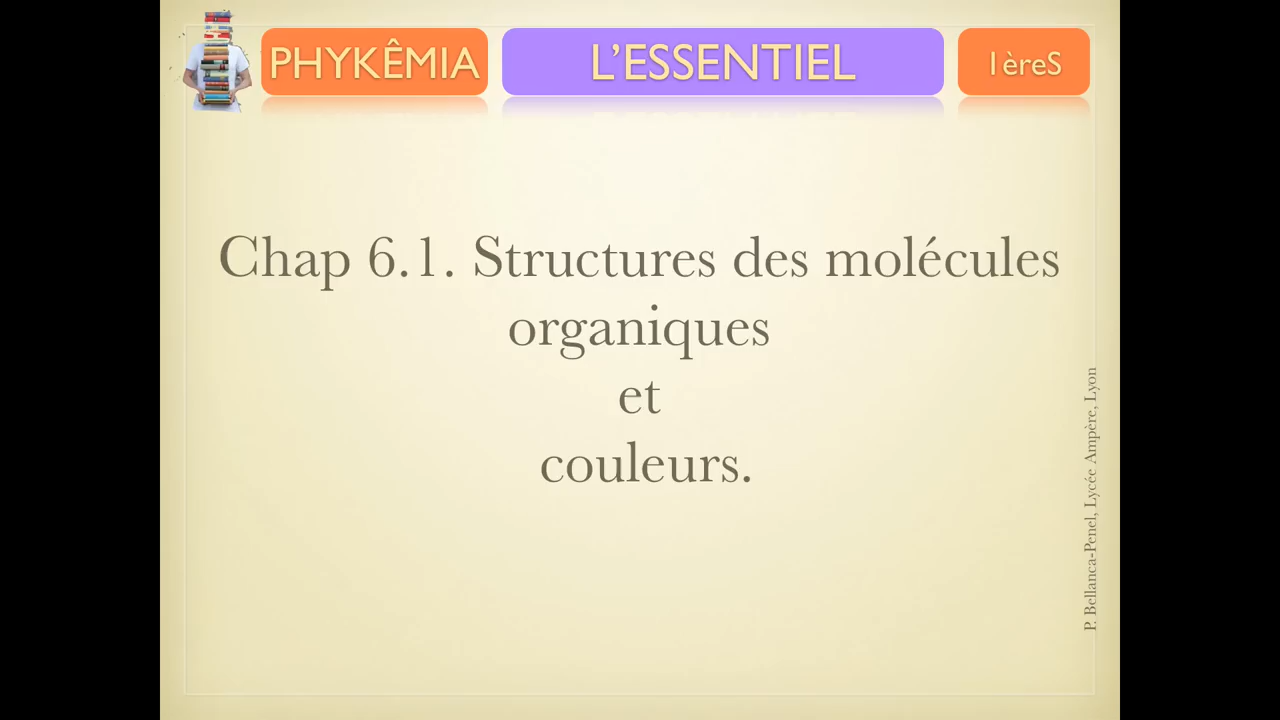 PHYKÊMIA
L'ESSENTIEL
1èreS
Chap 6.1. Structures des molécules
organiques
et
couleurs.
P. Bellanca-Penel, Lycée Ampère, Lyon